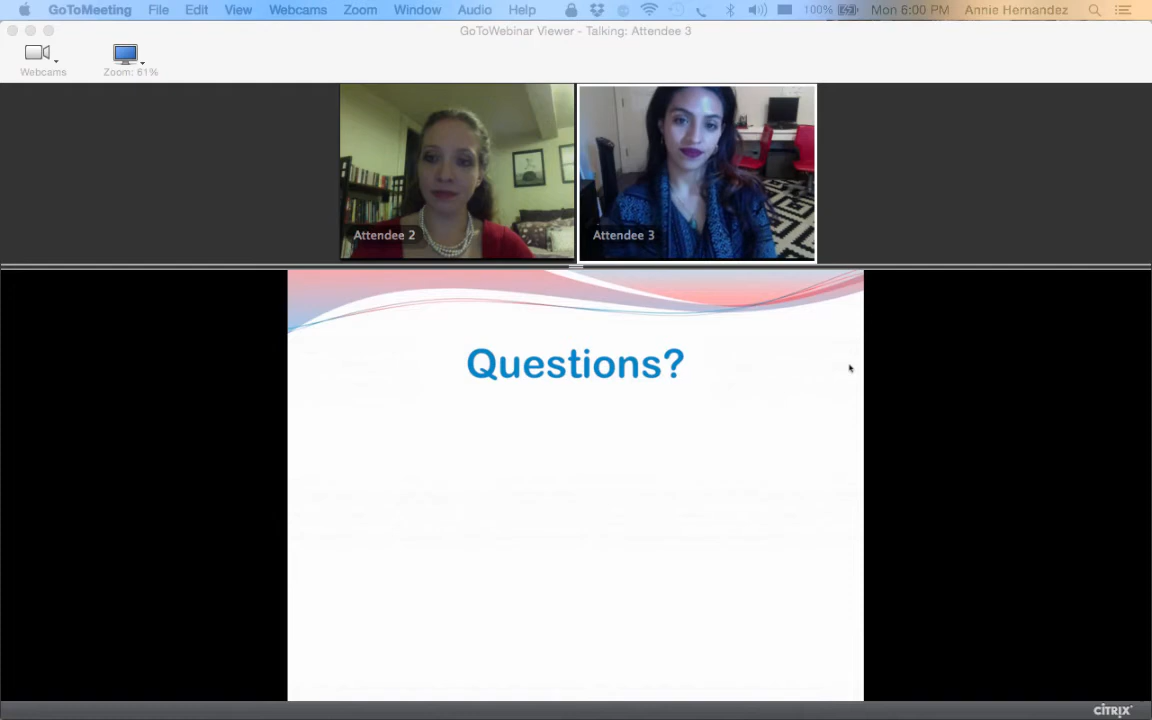 GoToMeeting File Edit View Webcams Zoom Window Audio Help 100% Mon 6:00 PM Annie Hernandez
GoToWebinar Viewer - Talking: Attendee 3
Webcams
Zoom: 61%
Attendee 2
Attendee 3
Questions?
CITRIX